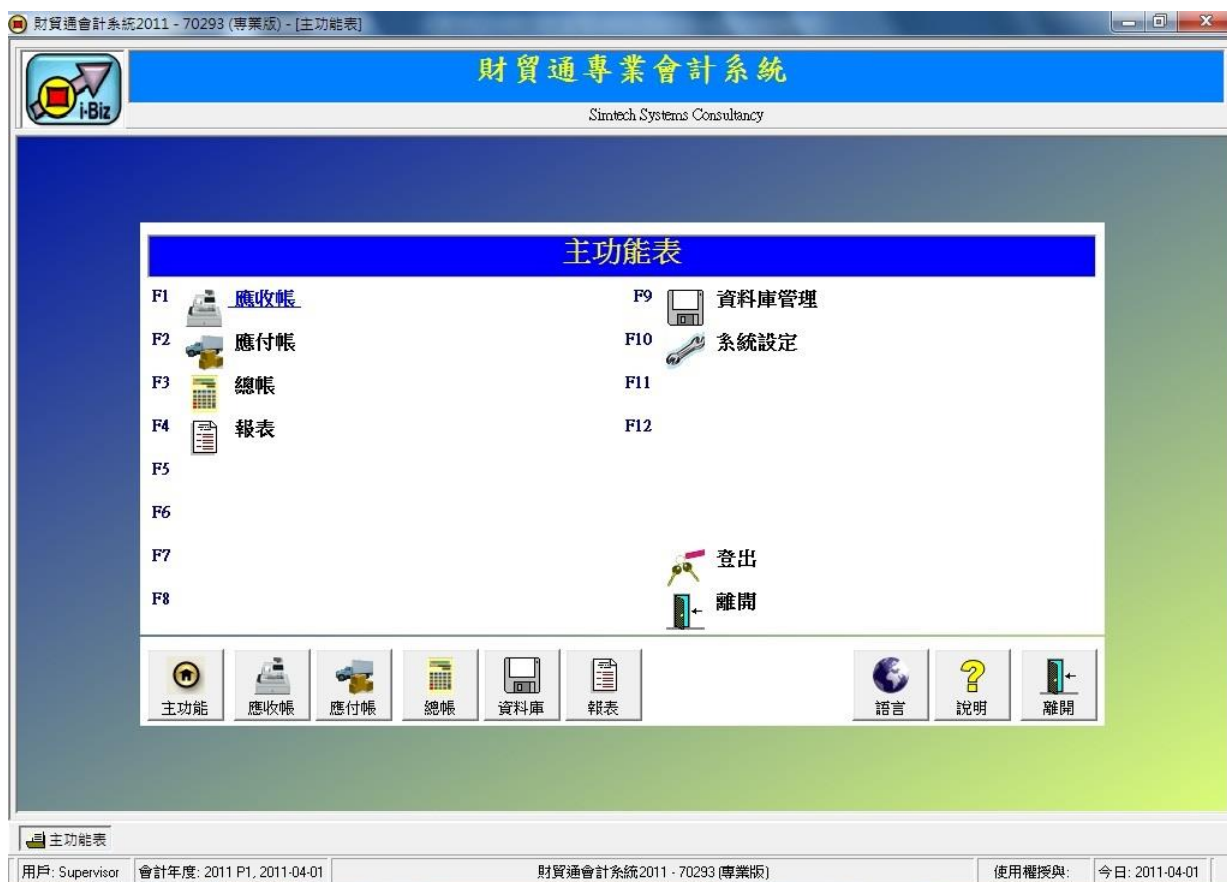 財貿通會計系統2011 - 70293 (專業版) - [主功能表]
i-Biz
財貿通專業會計系統
Simtech Systems Consultancy
主功能表
F1 應收帳
F2 應付帳
F3 總帳
F4 報表
F5
F6
F7
F8
F9 資料庫管理
F10 系統設定
F11
F12
登出
離開
主功能 應收帳 應付帳 總帳 資料庫 報表 語言 說明 離開
主功能表
用戶: Supervisor 會計年度: 2011 P1, 2011-04-01 財貿通會計系統2011 - 70293 (專業版) 使用權授與: 今日: 2011-04-01